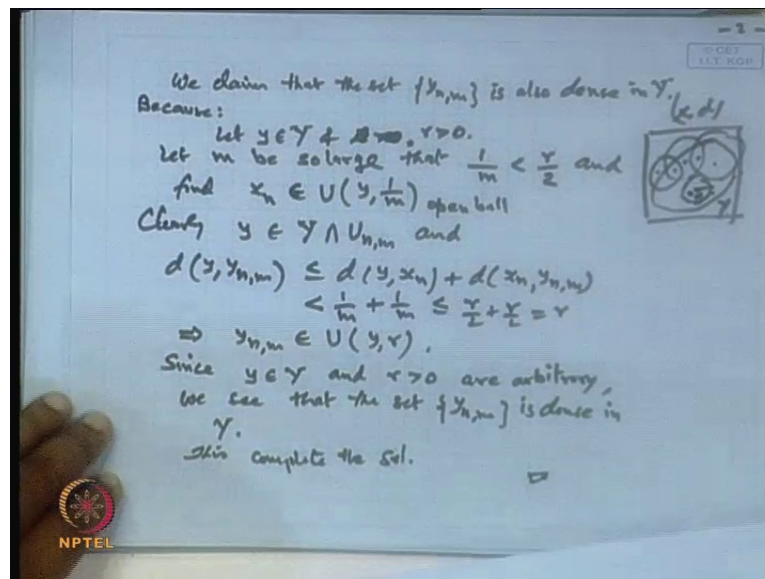 - 2 -
© CET
I.I.T. KGP
We claim that the set {y_{n,m}} is also dense in Y.
Because:
(X, d)
Let y ∈ Y & r > 0.
Let m be so large that 1/m < r/2 and
find x_n ∈ U(y, 1/m) open ball
Clearly y ∈ Y ∩ U_{n,m} and
Y
d(y, y_{n,m}) ≤ d(y, x_n) + d(x_n, y_{n,m})
< 1/m + 1/m ≤ r/2 + r/2 = r
⇒ y_{n,m} ∈ U(y, r).
Since y ∈ Y and r > 0 are arbitrary,
we see that the set {y_{n,m}} is dense in
Y.
This complete the Sol.
NPTEL